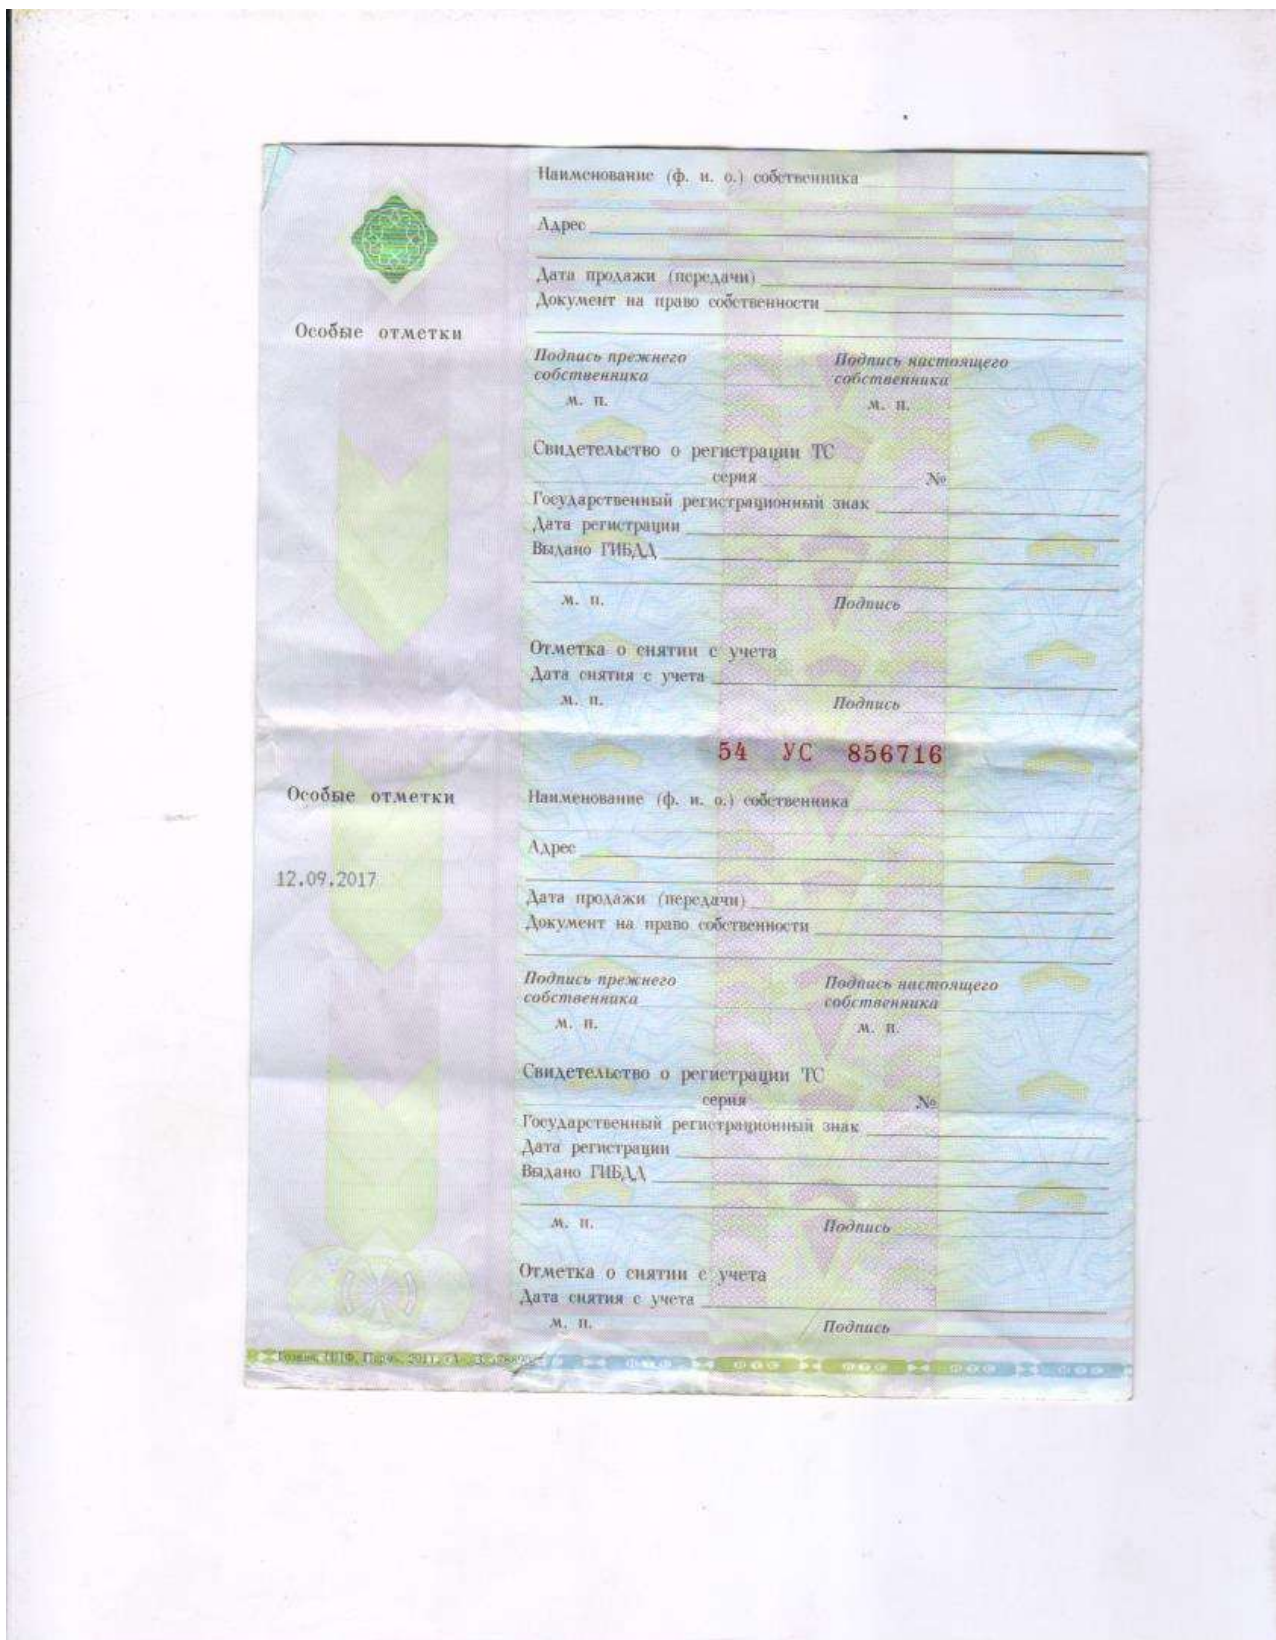 Наименование (ф. и. о.) собственника
Адрес
Дата продажи (передачи)
Документ на право собственности
Особые отметки
Подпись прежнего собственника
Подпись настоящего собственника
м. п.
м. п.
Свидетельство о регистрации ТС
серия №
Государственный регистрационный знак
Дата регистрации
Выдано ГИБДД
м. п. Подпись
Отметка о снятии с учета
Дата снятия с учета
м. п. Подпись
54 УС 856716
Особые отметки
Наименование (ф. и. о.) собственника
Адрес
12.09.2017
Дата продажи (передачи)
Документ на право собственности
Подпись прежнего собственника
Подпись настоящего собственника
м. п.
м. п.
Свидетельство о регистрации ТС
серия №
Государственный регистрационный знак
Дата регистрации
Выдано ГИБДД
м. п. Подпись
Отметка о снятии с учета
Дата снятия с учета
м. п. Подпись